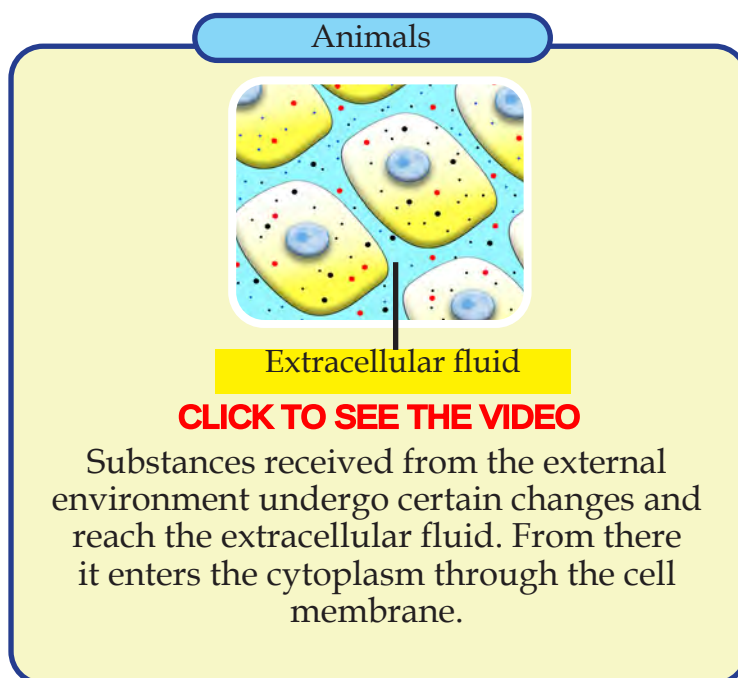 Animals
Extracellular fluid
CLICK TO SEE THE VIDEO
Substances received from the external
environment undergo certain changes and
reach the extracellular fluid. From there
it enters the cytoplasm through the cell
membrane.